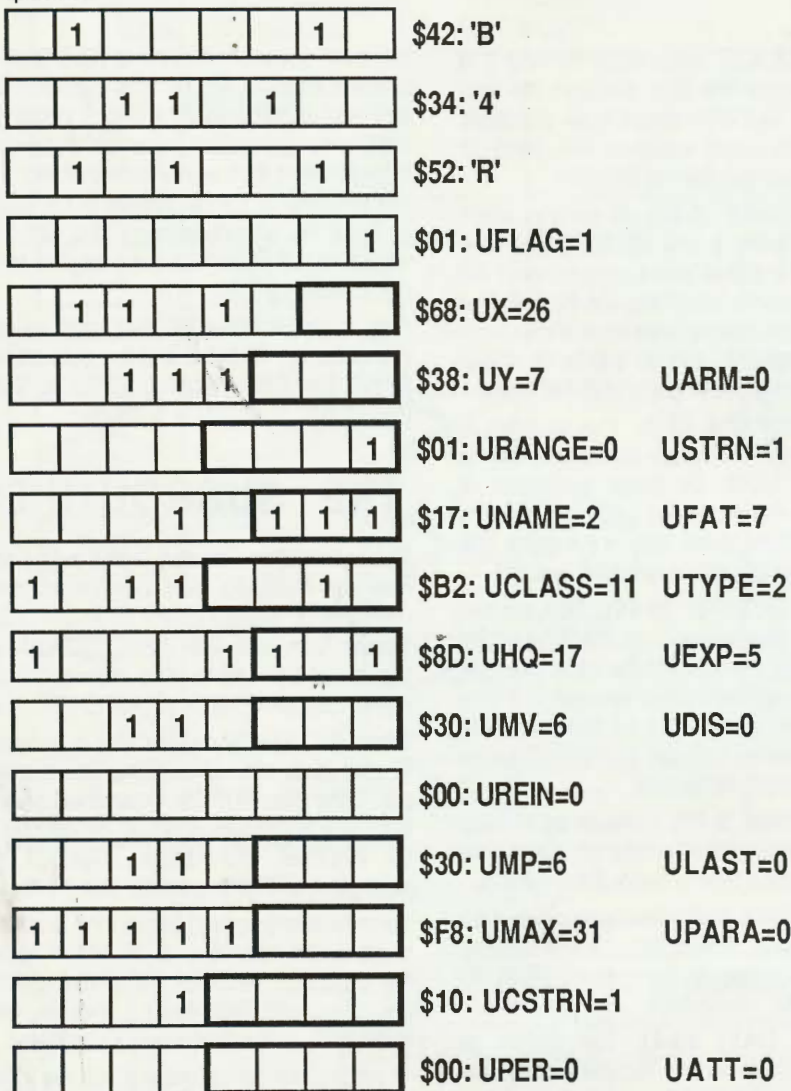 1 1 $42: 'B'
1 1 1 $34: '4'
1 1 1 $52: 'R'
1 $01: UFLAG=1
1 1 1 $68: UX=26
1 1 1 $38: UY=7 UARM=0
1 $01: URANGE=0 USTRN=1
1 1 1 1 $17: UNAME=2 UFAT=7
1 1 1 1 $B2: UCLASS=11 UTYPE=2
1 1 1 1 $8D: UHQ=17 UEXP=5
1 1 $30: UMV=6 UDIS=0
$00: UREIN=0
1 1 $30: UMP=6 ULAST=0
1 1 1 1 1 $F8: UMAX=31 UPARA=0
1 $10: UCSTRN=1
$00: UPER=0 UATT=0